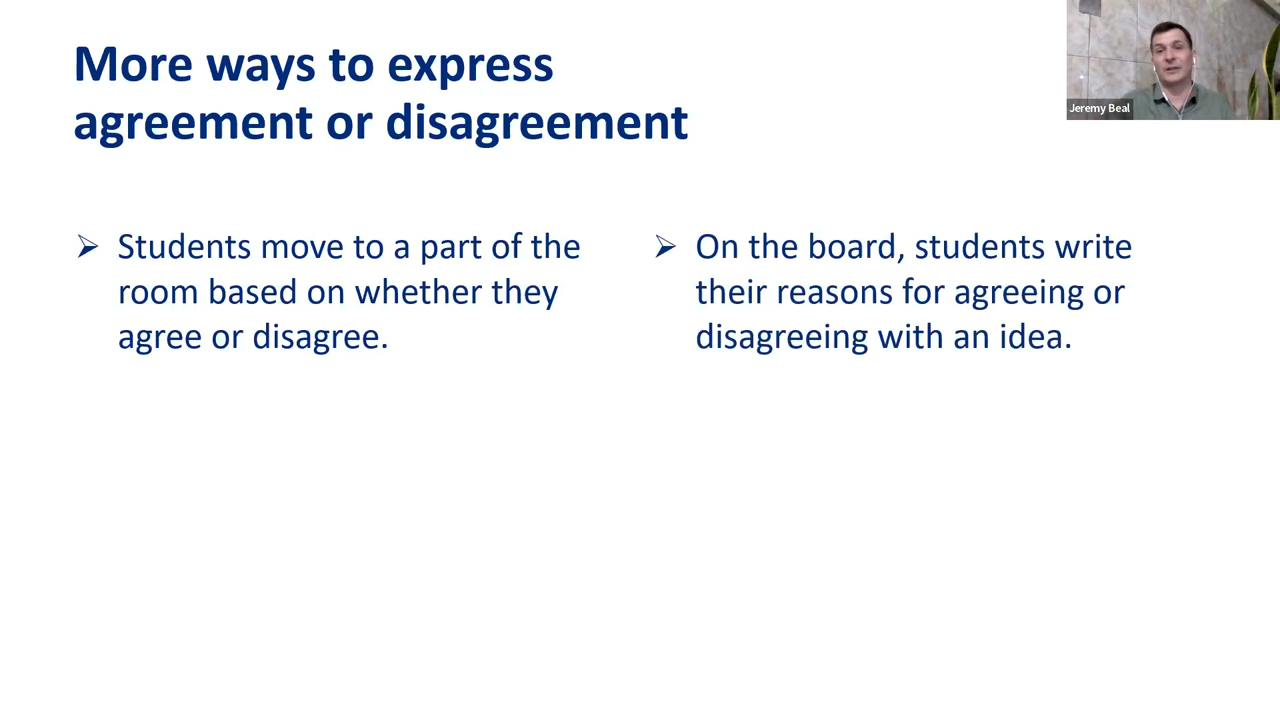 More ways to express
agreement or disagreement
Jeremy Beal
➢ Students move to a part of the
room based on whether they
agree or disagree.
➢ On the board, students write
their reasons for agreeing or
disagreeing with an idea.